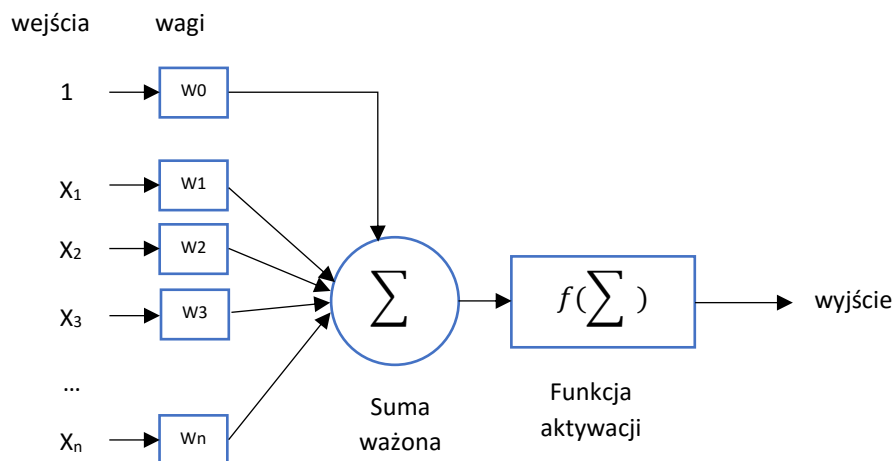 wejścia wagi
1 W0
X₁ W1
X₂ W2
X₃ W3
∑ f(∑ ) wyjście
...
Suma
ważona
Funkcja
aktywacji
Xₙ Wn